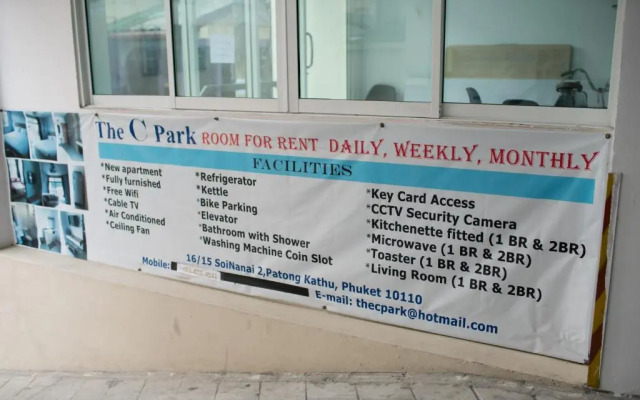 The C Park ROOM FOR RENT DAILY, WEEKLY, MONTHLY
FACILITIES
*New apartment
*Fully furnished
*Free Wifi
*Cable TV
*Air Conditioned
*Ceiling Fan
*Refrigerator
*Kettle
*Bike Parking
*Elevator
*Bathroom with Shower
*Washing Machine Coin Slot
*Key Card Access
*CCTV Security Camera
*Kitchenette fitted (1 BR & 2BR)
*Microwave (1 BR & 2BR)
*Toaster (1 BR & 2BR)
*Living Room (1 BR & 2BR)
16/15 SoiNanai 2,Patong Kathu, Phuket 10110
Mobile:
E-mail: thecpark@hotmail.com